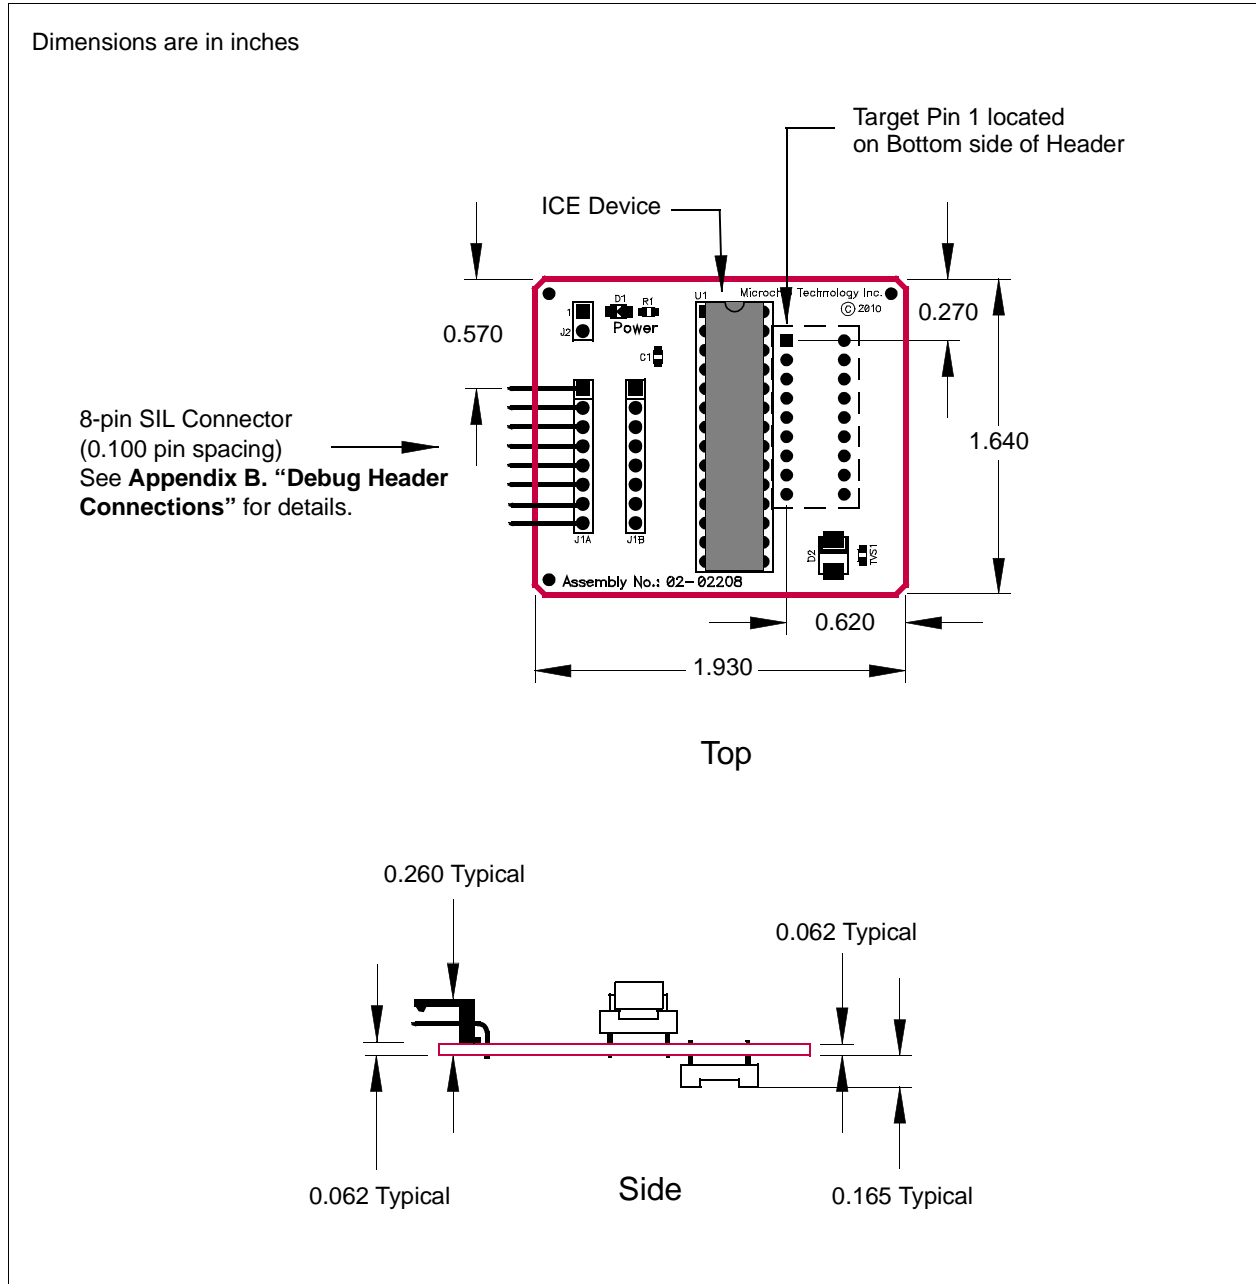 Dimensions are in inches
Target Pin 1 located
on Bottom side of Header
ICE Device
U1
Microchip Technology Inc.
© 2010
D1
R1
1
J2
Power
C1
0.570
0.270
8-pin SIL Connector
(0.100 pin spacing)
See Appendix B. “Debug Header
Connections” for details.
1.640
J1A
J1B
D2
TVS1
Assembly No.: 02-02208
0.620
1.930
Top
0.260 Typical
0.062 Typical
0.062 Typical
Side
0.165 Typical